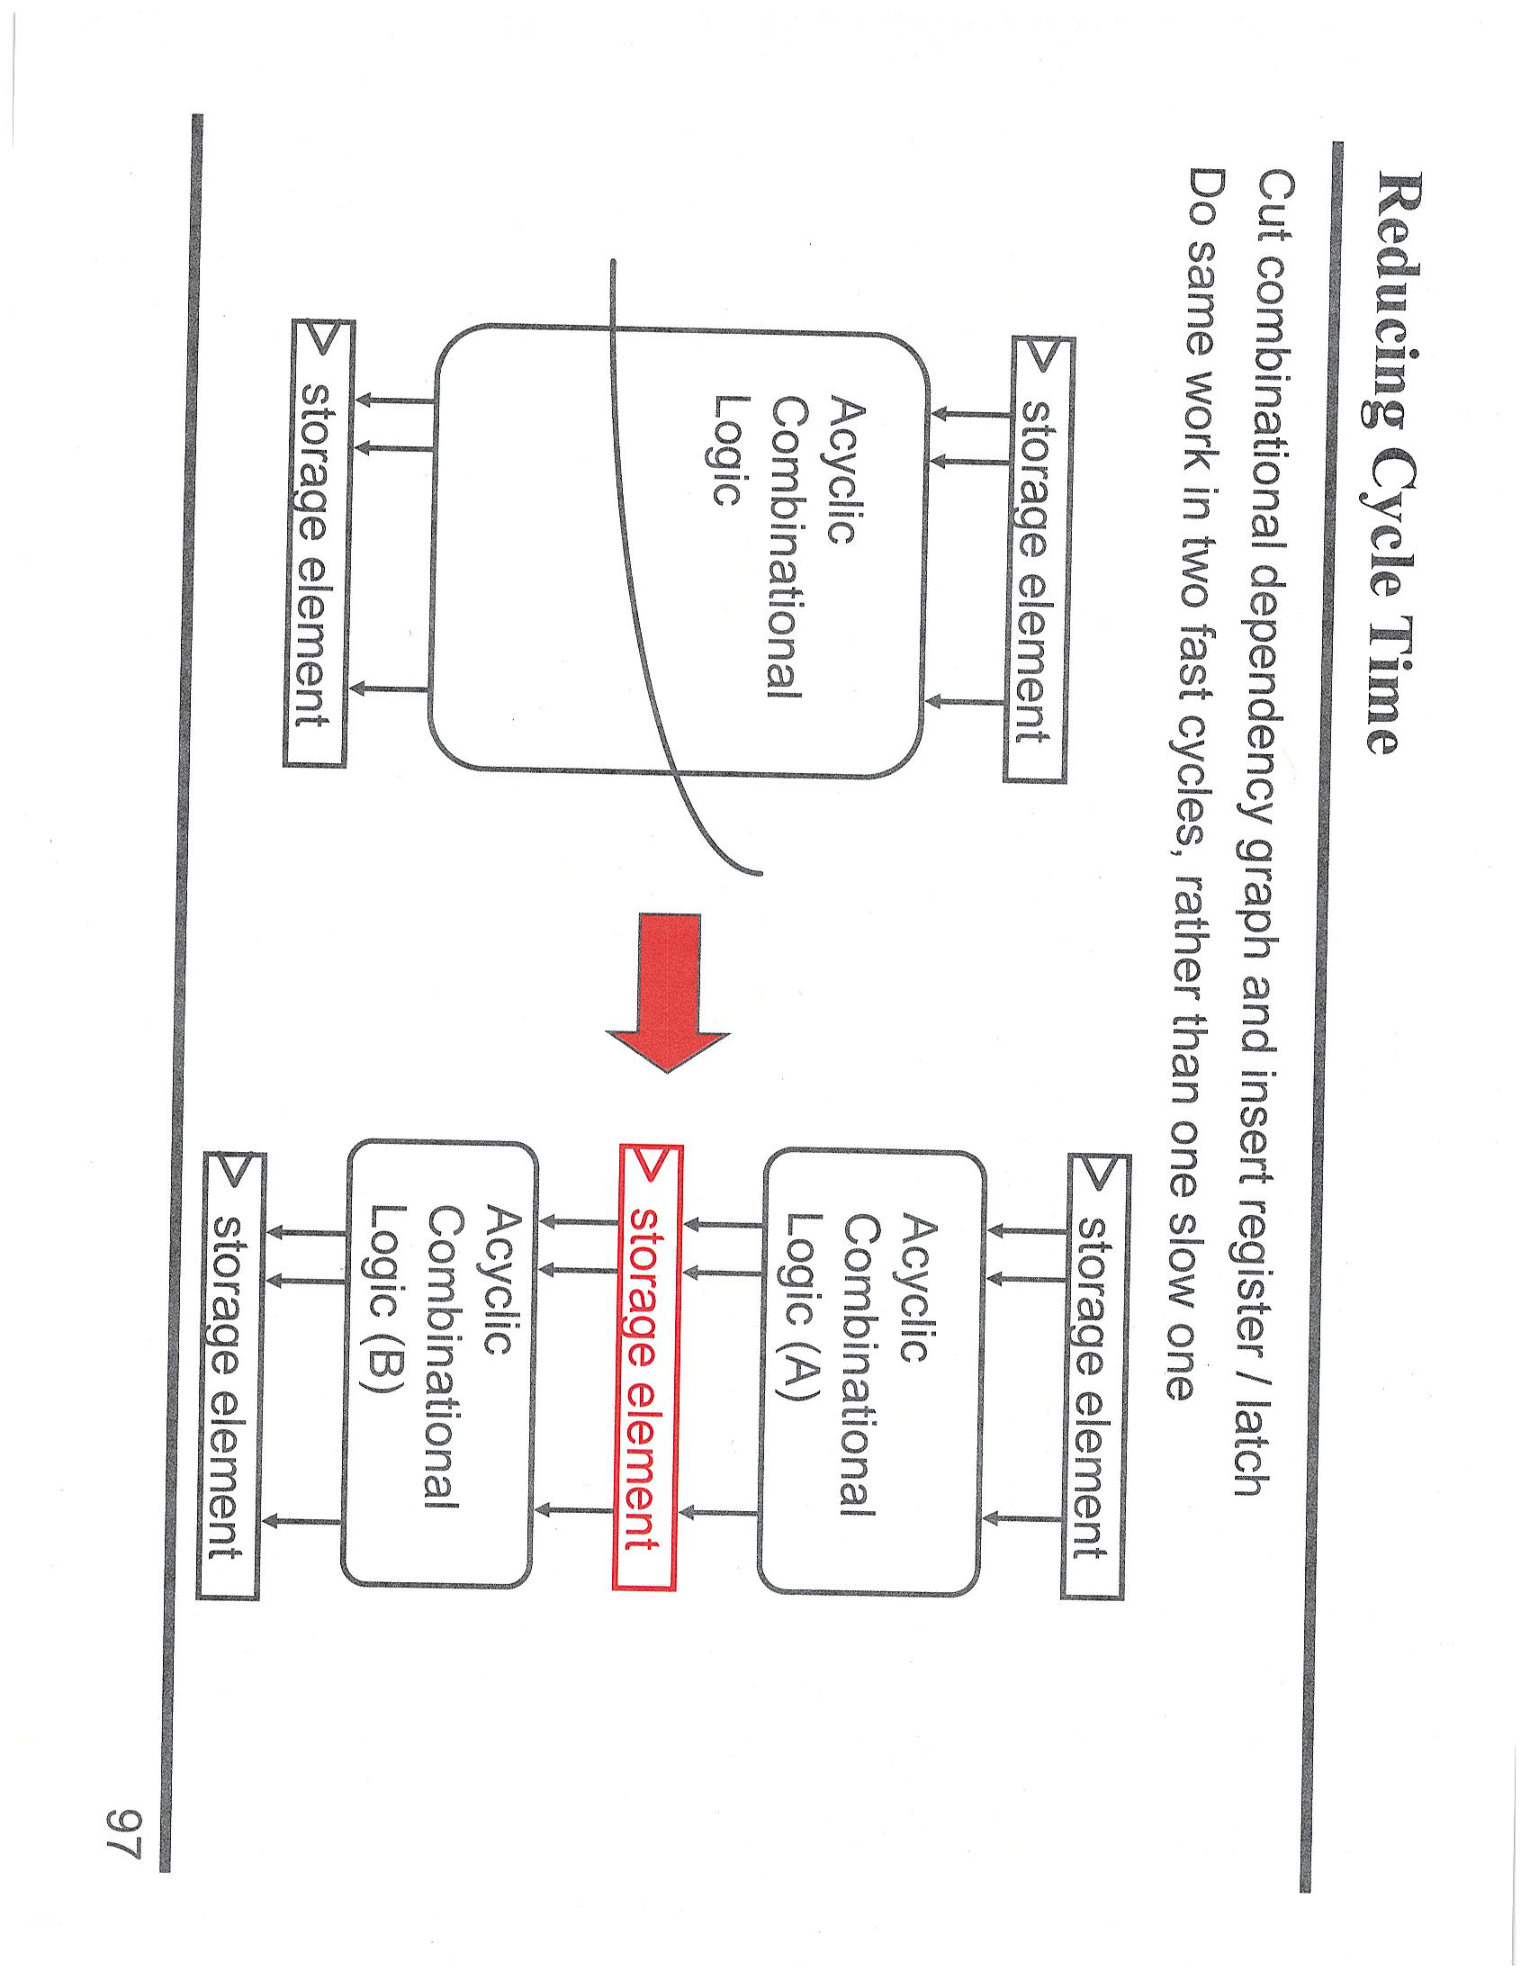 Reducing Cycle Time
Cut combinational dependency graph and insert register / latch
Do same work in two fast cycles, rather than one slow one
storage element
Acyclic
Combinational
Logic
storage element
storage element
Acyclic
Combinational
Logic (A)
storage element
Acyclic
Combinational
Logic (B)
storage element
97